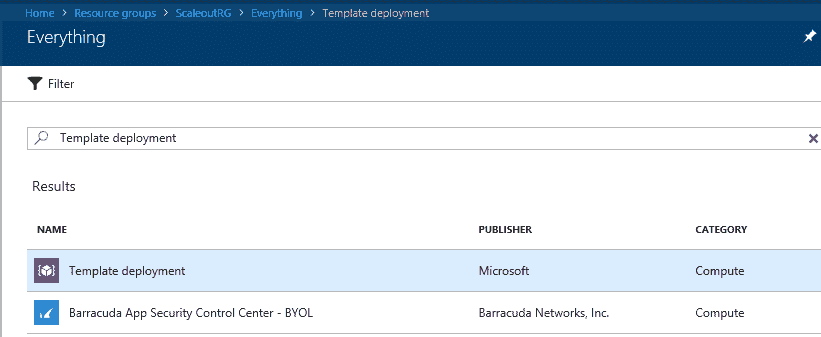 Home > Resource groups > ScaleoutRG > Everything > Template deployment
Everything
Filter
Template deployment
Results
NAME PUBLISHER CATEGORY
Template deployment Microsoft Compute
Barracuda App Security Control Center - BYOL Barracuda Networks, Inc. Compute